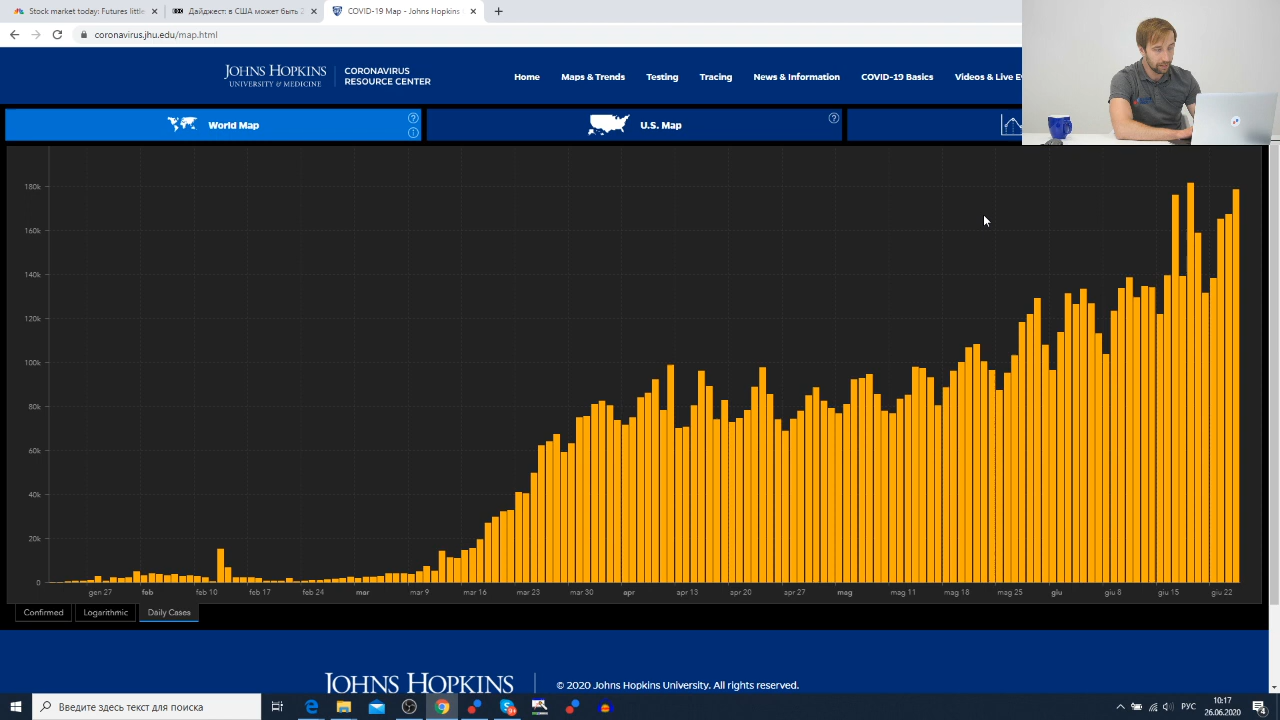 Stock market today: Futures little
Дайджест: в США может быть
COVID-19 Map - Johns Hopkins
coronavirus.jhu.edu/map.html
JOHNS HOPKINS
UNIVERSITY & MEDICINE
CORONAVIRUS
RESOURCE CENTER
Home
Maps & Trends
Testing
Tracing
News & Information
COVID-19 Basics
Videos & Live Ev
World Map
U.S. Map
180k
160k
140k
120k
100k
80k
60k
40k
20k
0
gen 27
feb
feb 10
feb 17
feb 24
mar
mar 9
mar 16
mar 23
mar 30
apr
apr 13
apr 20
apr 27
mag
mag 11
mag 18
mag 25
giu
giu 8
giu 15
giu 22
Confirmed
Logarithmic
Daily Cases
JOHNS HOPKINS
© 2020 Johns Hopkins University. All rights reserved.
Введите здесь текст для поиска
РУС
10:17
26.06.2020